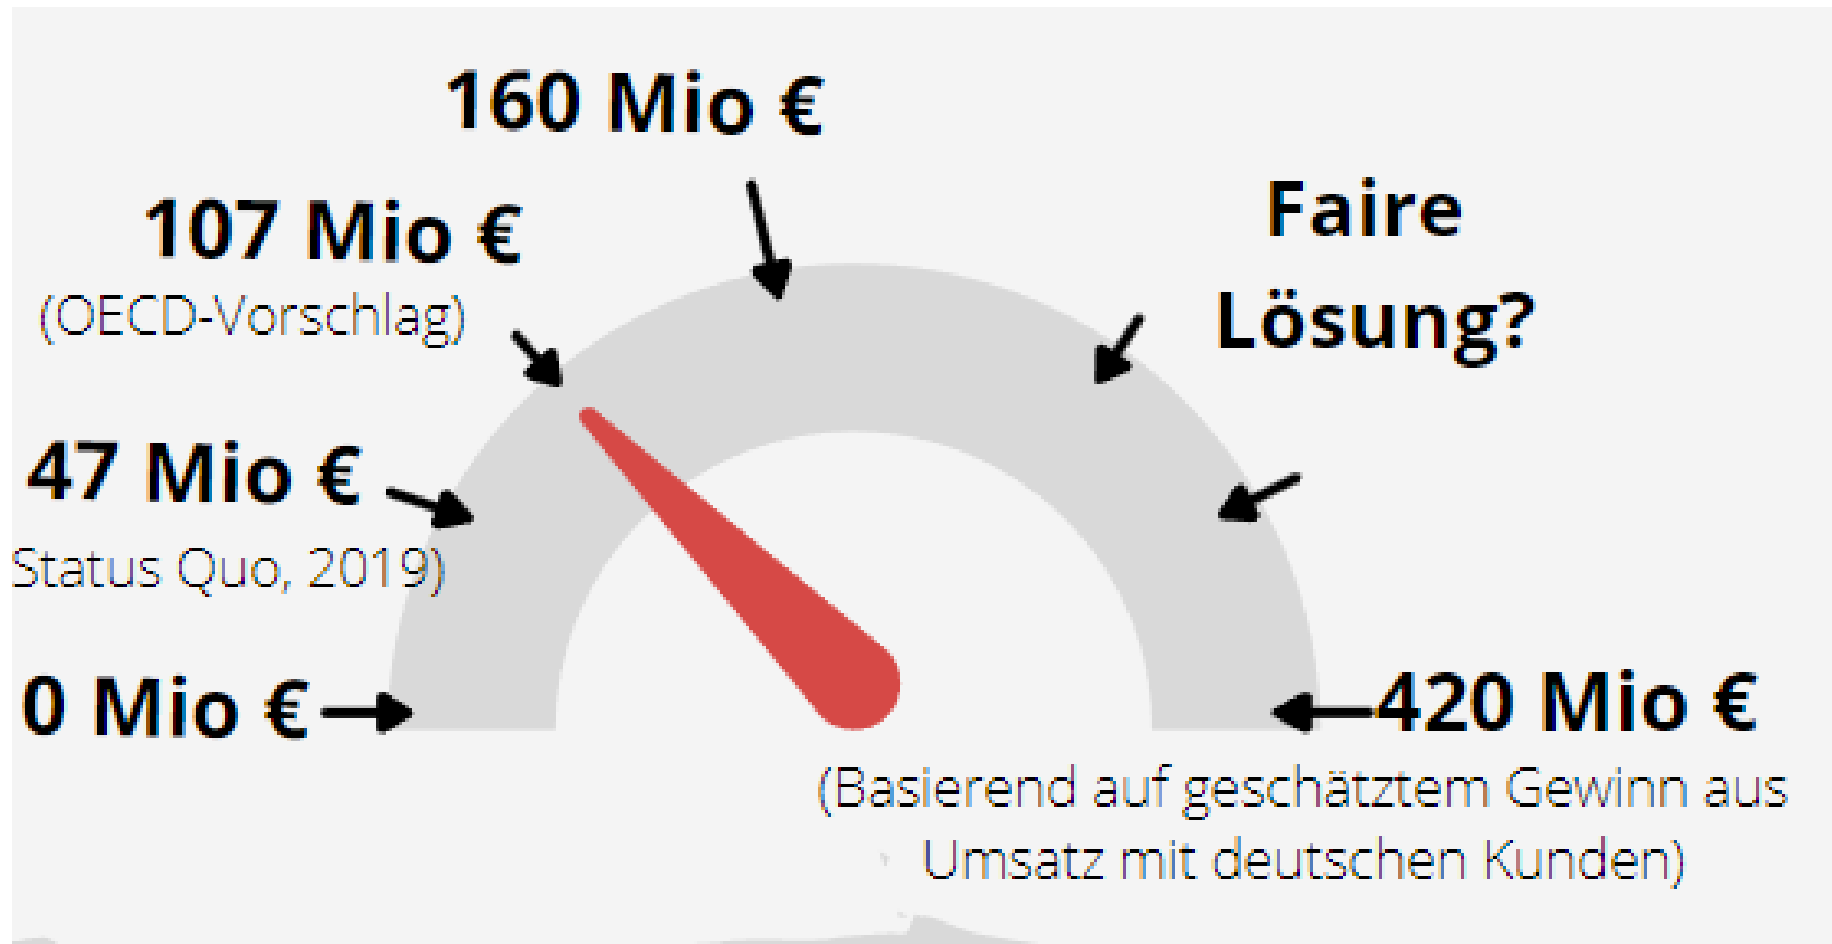 160 Mio €
107 Mio €
(OECD-Vorschlag)
Faire
Lösung?
47 Mio €
Status Quo, 2019)
0 Mio €
420 Mio €
(Basierend auf geschätztem Gewinn aus
Umsatz mit deutschen Kunden)